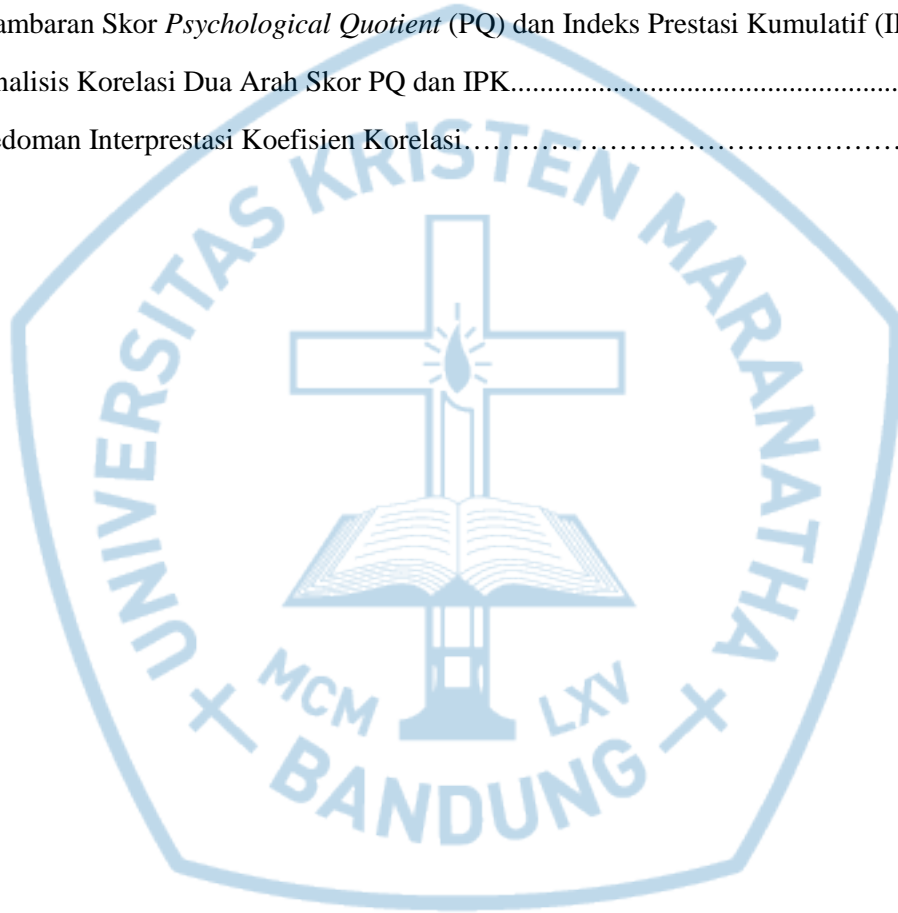 ambaran Skor Psychological Quotient (PQ) dan Indeks Prestasi Kumulatif (II
nalisis Korelasi Dua Arah Skor PQ dan IPK....................................................
edoman Interprestasi Koefisien Korelasi…………………………………………
UNIVERSITAS KRISTEN MARANATHA
MCM LXV
BANDUNG